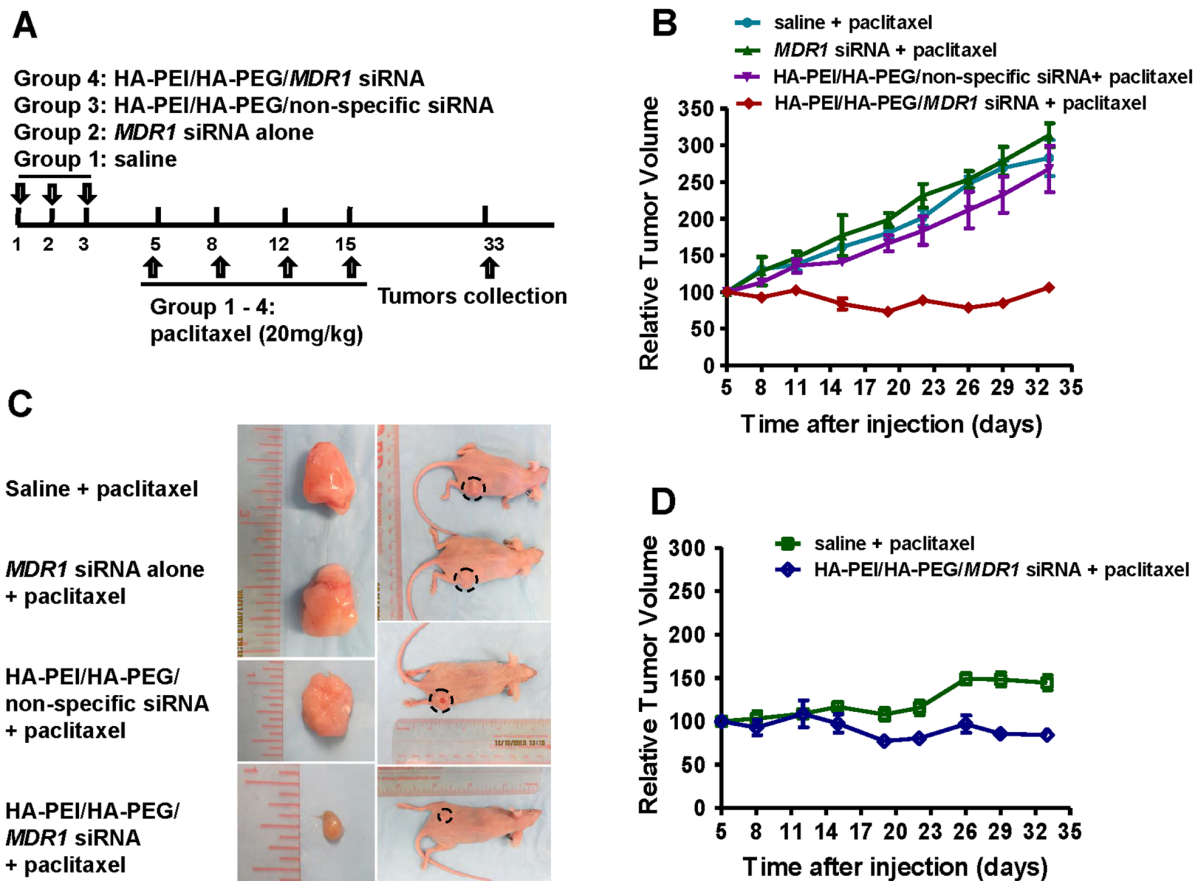 A
Group 4: HA-PEI/HA-PEG/MDR1 siRNA
Group 3: HA-PEI/HA-PEG/non-specific siRNA
Group 2: MDR1 siRNA alone
Group 1: saline
1 2 3 5 8 12 15 33
Group 1 - 4:
paclitaxel (20mg/kg)
Tumors collection
B
saline + paclitaxel
MDR1 siRNA + paclitaxel
HA-PEI/HA-PEG/non-specific siRNA+ paclitaxel
HA-PEI/HA-PEG/MDR1 siRNA + paclitaxel
Relative Tumor Volume
350
300
250
200
150
100
50
0
5 8 11 14 17 20 23 26 29 32 35
Time after injection (days)
C
Saline + paclitaxel
MDR1 siRNA alone
+ paclitaxel
HA-PEI/HA-PEG/
non-specific siRNA
+ paclitaxel
HA-PEI/HA-PEG/
MDR1 siRNA
+ paclitaxel
D
saline + paclitaxel
HA-PEI/HA-PEG/MDR1 siRNA + paclitaxel
Relative Tumor Volume
300
250
200
150
100
50
0
5 8 11 14 17 20 23 26 29 32 35
Time after injection (days)